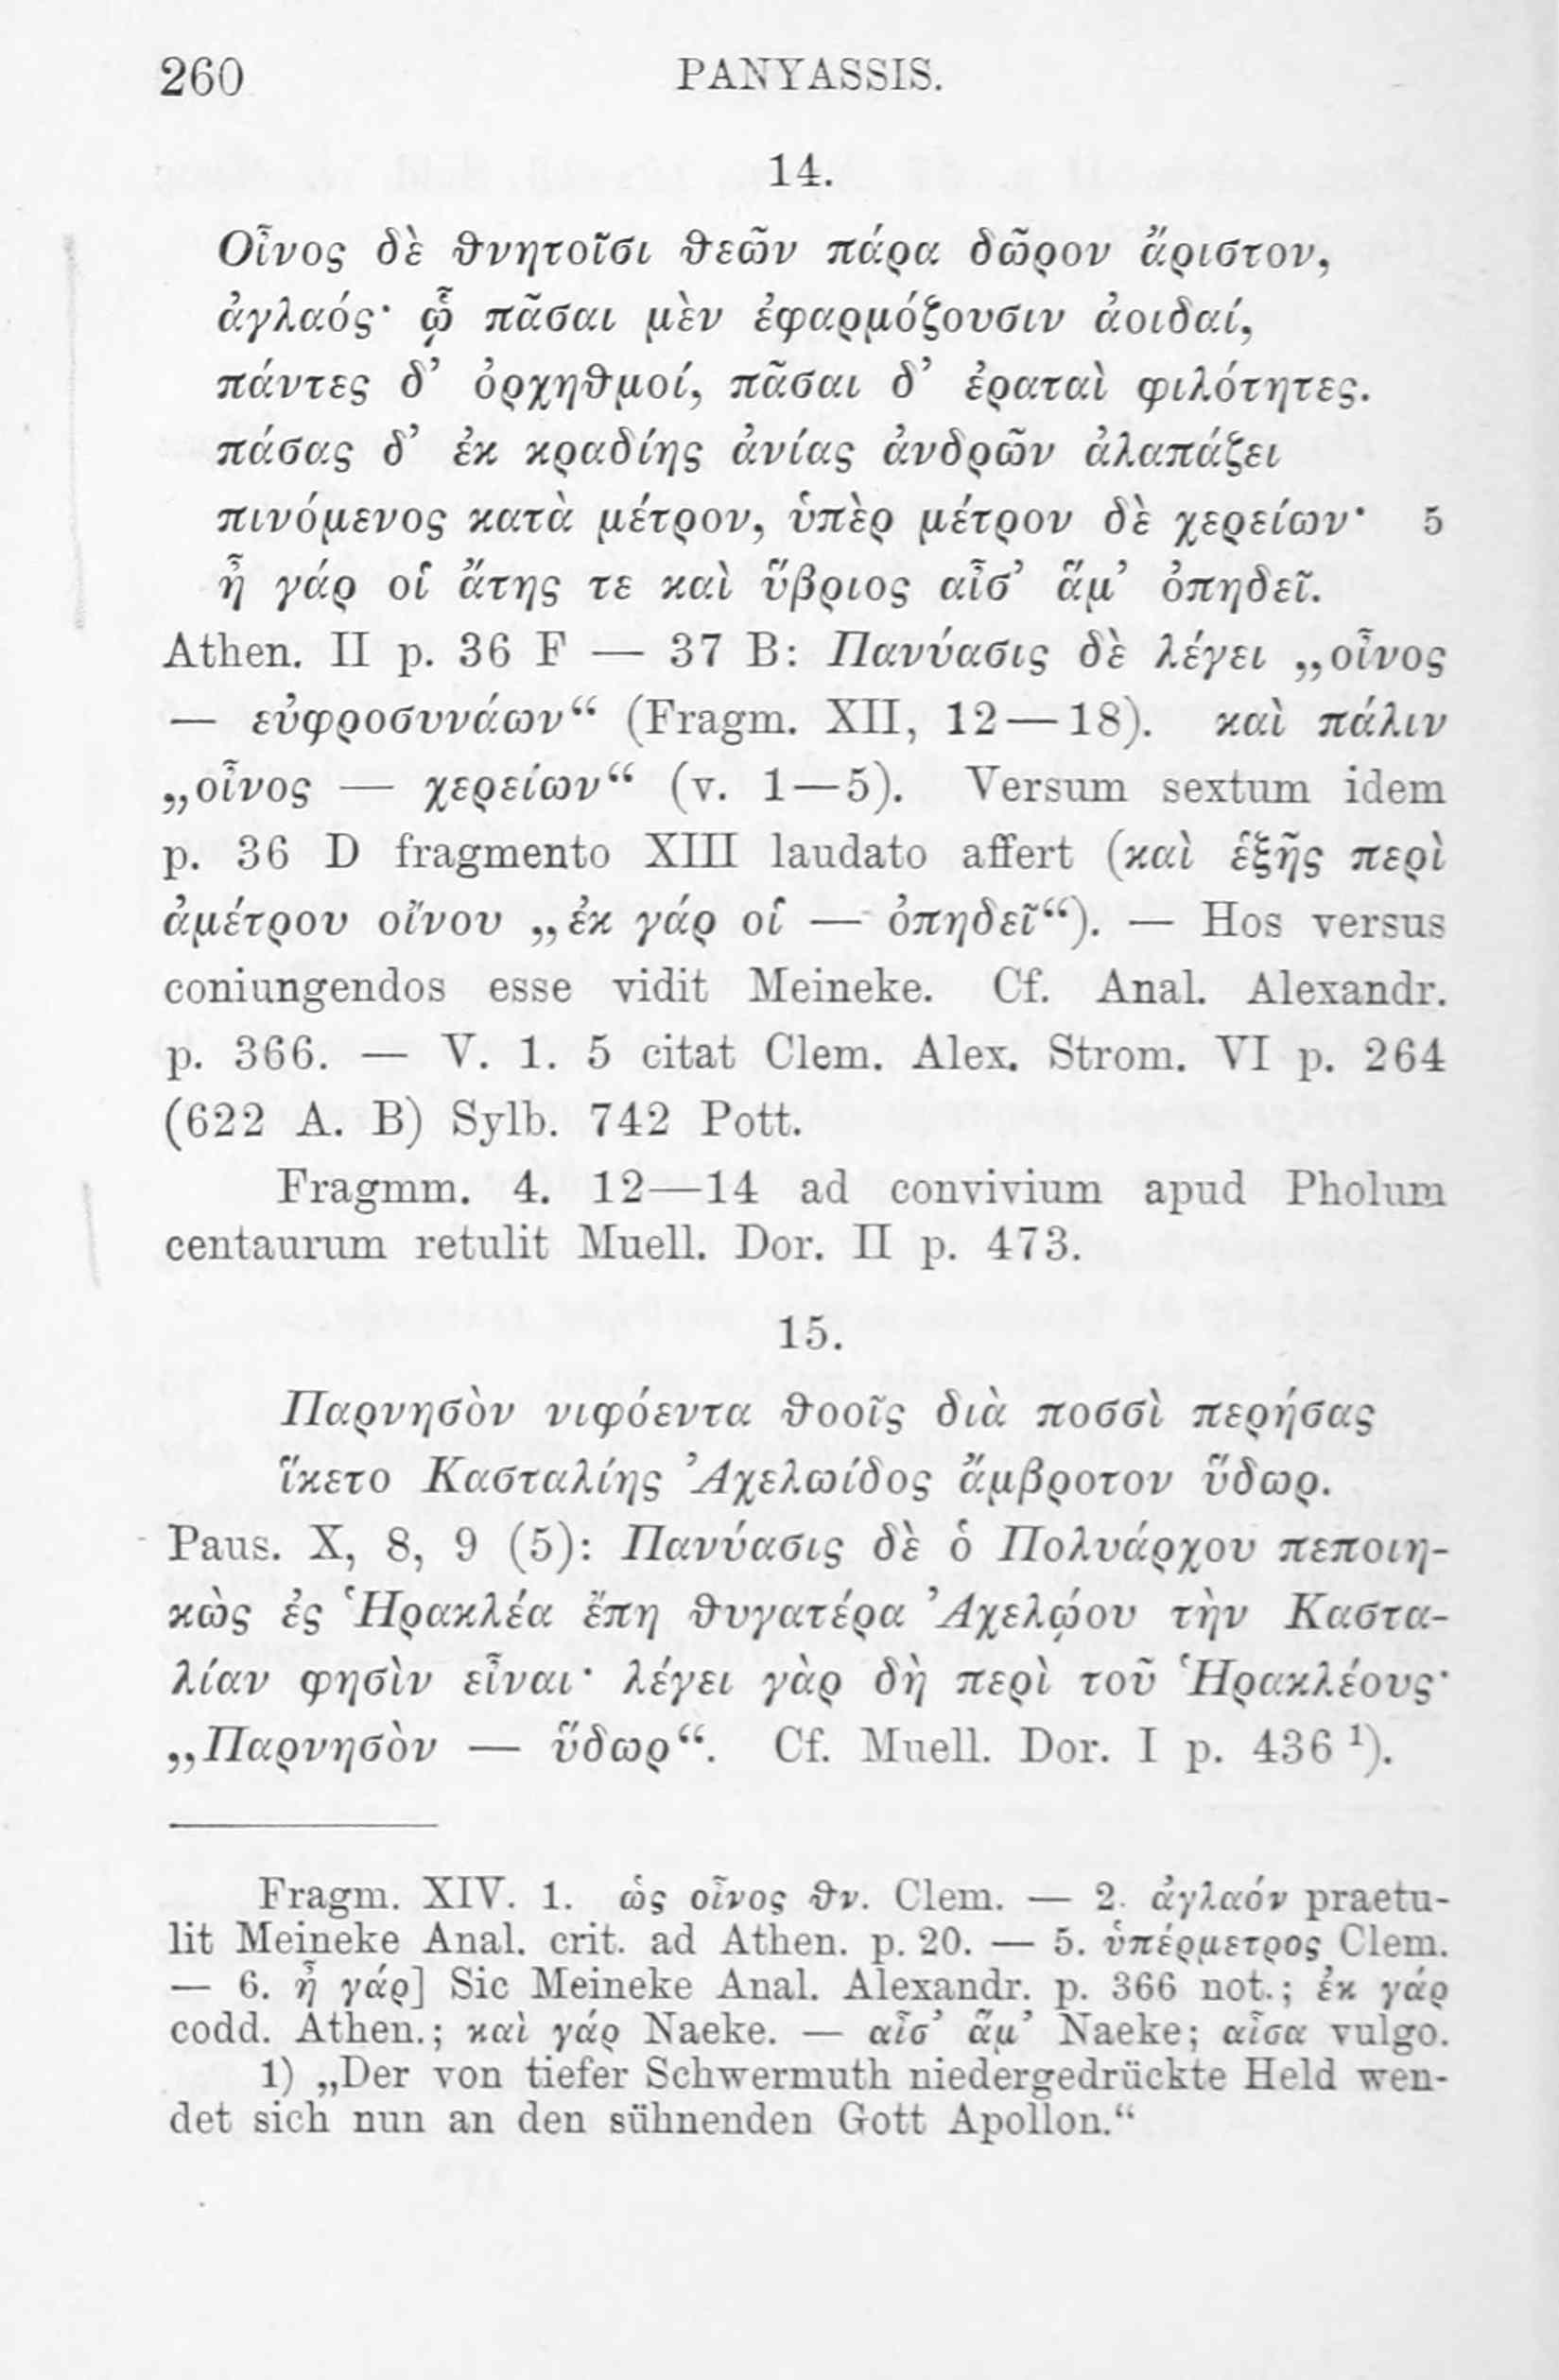 260 PANYASSIS.
14.
Οἶνος δὲ θνητοῖσι θεῶν πάρα δῶρον ἄριστον,
ἀγλαός· ᾧ πᾶσαι μὲν ἐφαρμόζουσιν ἀοιδαί,
πάντες δ’ ὀρχηθμοί, πᾶσαι δ’ ἐραταὶ φιλότητες.
πάσας δ’ ἐκ κραδίης ἀνίας ἀνδρῶν ἀλαπάζει
πινόμενος κατὰ μέτρον, ὑπὲρ μέτρον δὲ χερείων· 5
ἦ γάρ οἱ ἄτης τε καὶ ὕβριος αἶσ’ ἅμ’ ὀπηδεῖ.
Athen. II p. 36 F — 37 B: Πανύασις δὲ λέγει „οἶνος
— εὐφροσυνάων“ (Fragm. XII, 12—18). καὶ πάλιν
„οἶνος — χερείων“ (v. 1—5). Versum sextum idem
p. 36 D fragmento XIII laudato affert (καὶ ἑξῆς περὶ
ἀμέτρου οἴνου „ἐκ γάρ οἱ — ὀπηδεῖ“). — Hos versus
coniungendos esse vidit Meineke. Cf. Anal. Alexandr.
p. 366. — V. 1. 5 citat Clem. Alex. Strom. VI p. 264
(622 A. B) Sylb. 742 Pott.
Fragmm. 4. 12—14 ad convivium apud Pholum
centaurum retulit Muell. Dor. II p. 473.
15.
Παρνησὸν νιφόεντα θοοῖς διὰ ποσσὶ περήσας
ἵκετο Κασταλίης Ἀχελωίδος ἄμβροτον ὕδωρ.
Paus. X, 8, 9 (5): Πανύασις δὲ ὁ Πολυάρχου πεποιη-
κὼς ἐς Ἡρακλέα ἔπη θυγατέρα Ἀχελῴου τὴν Καστα-
λίαν φησὶν εἶναι· λέγει γὰρ δὴ περὶ τοῦ Ἡρακλέους·
„Παρνησὸν — ὕδωρ“. Cf. Muell. Dor. I p. 436 ¹).
Fragm. XIV. 1. ὡς οἶνος θν. Clem. — 2. ἀγλαόν praetu-
lit Meineke Anal. crit. ad Athen. p. 20. — 5. ὑπέρμετρος Clem.
— 6. ἦ γάρ] Sic Meineke Anal. Alexandr. p. 366 not.; ἐκ γάρ
codd. Athen.; καὶ γάρ Naeke. — αἶσ’ ἅμ’ Naeke; αἶσα vulgo.
1) „Der von tiefer Schwermuth niedergedrückte Held wen-
det sich nun an den sühnenden Gott Apollon.“